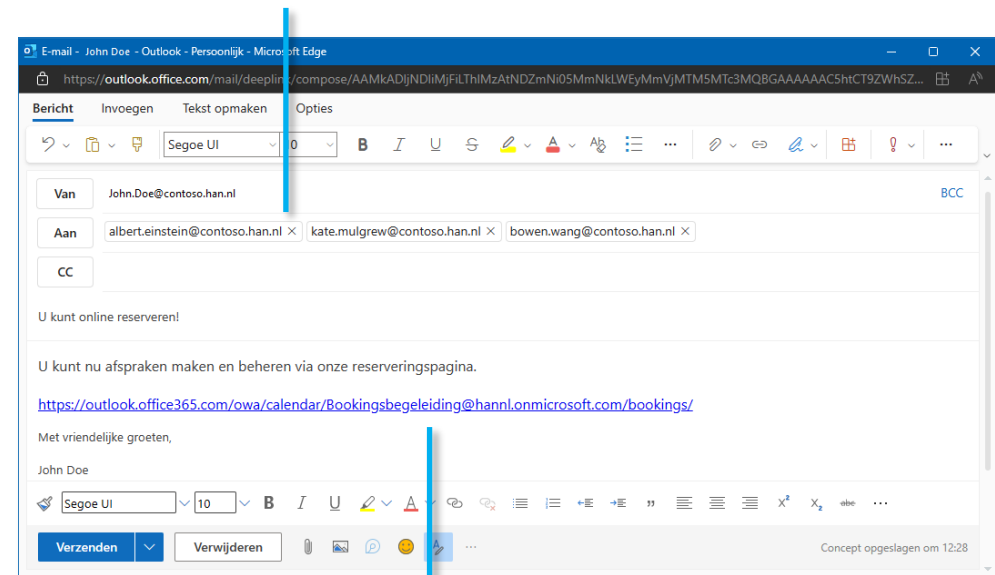 E-mail - John Doe - Outlook - Persoonlijk - Microsoft Edge
https://outlook.office.com/mail/deeplink/compose/AAMkADljNDliMjFiLThlMzAtNDZmNi05MmNkLWEyMmVjMTM5MTc3MQBGAAAAAAC5htCT9ZWhSZ...
Bericht Invoegen Tekst opmaken Opties
Segoe UI B I U S
Van John.Doe@contoso.han.nl BCC
Aan albert.einstein@contoso.han.nl kate.mulgrew@contoso.han.nl bowen.wang@contoso.han.nl
CC
U kunt online reserveren!
U kunt nu afspraken maken en beheren via onze reserveringspagina.
https://outlook.office365.com/owa/calendar/Bookingsbegeleiding@hannl.onmicrosoft.com/bookings/
Met vriendelijke groeten,
John Doe
Segoe UI 10 B I U A x² x₂ abc ...
Verzenden Verwijderen ... Concept opgeslagen om 12:28